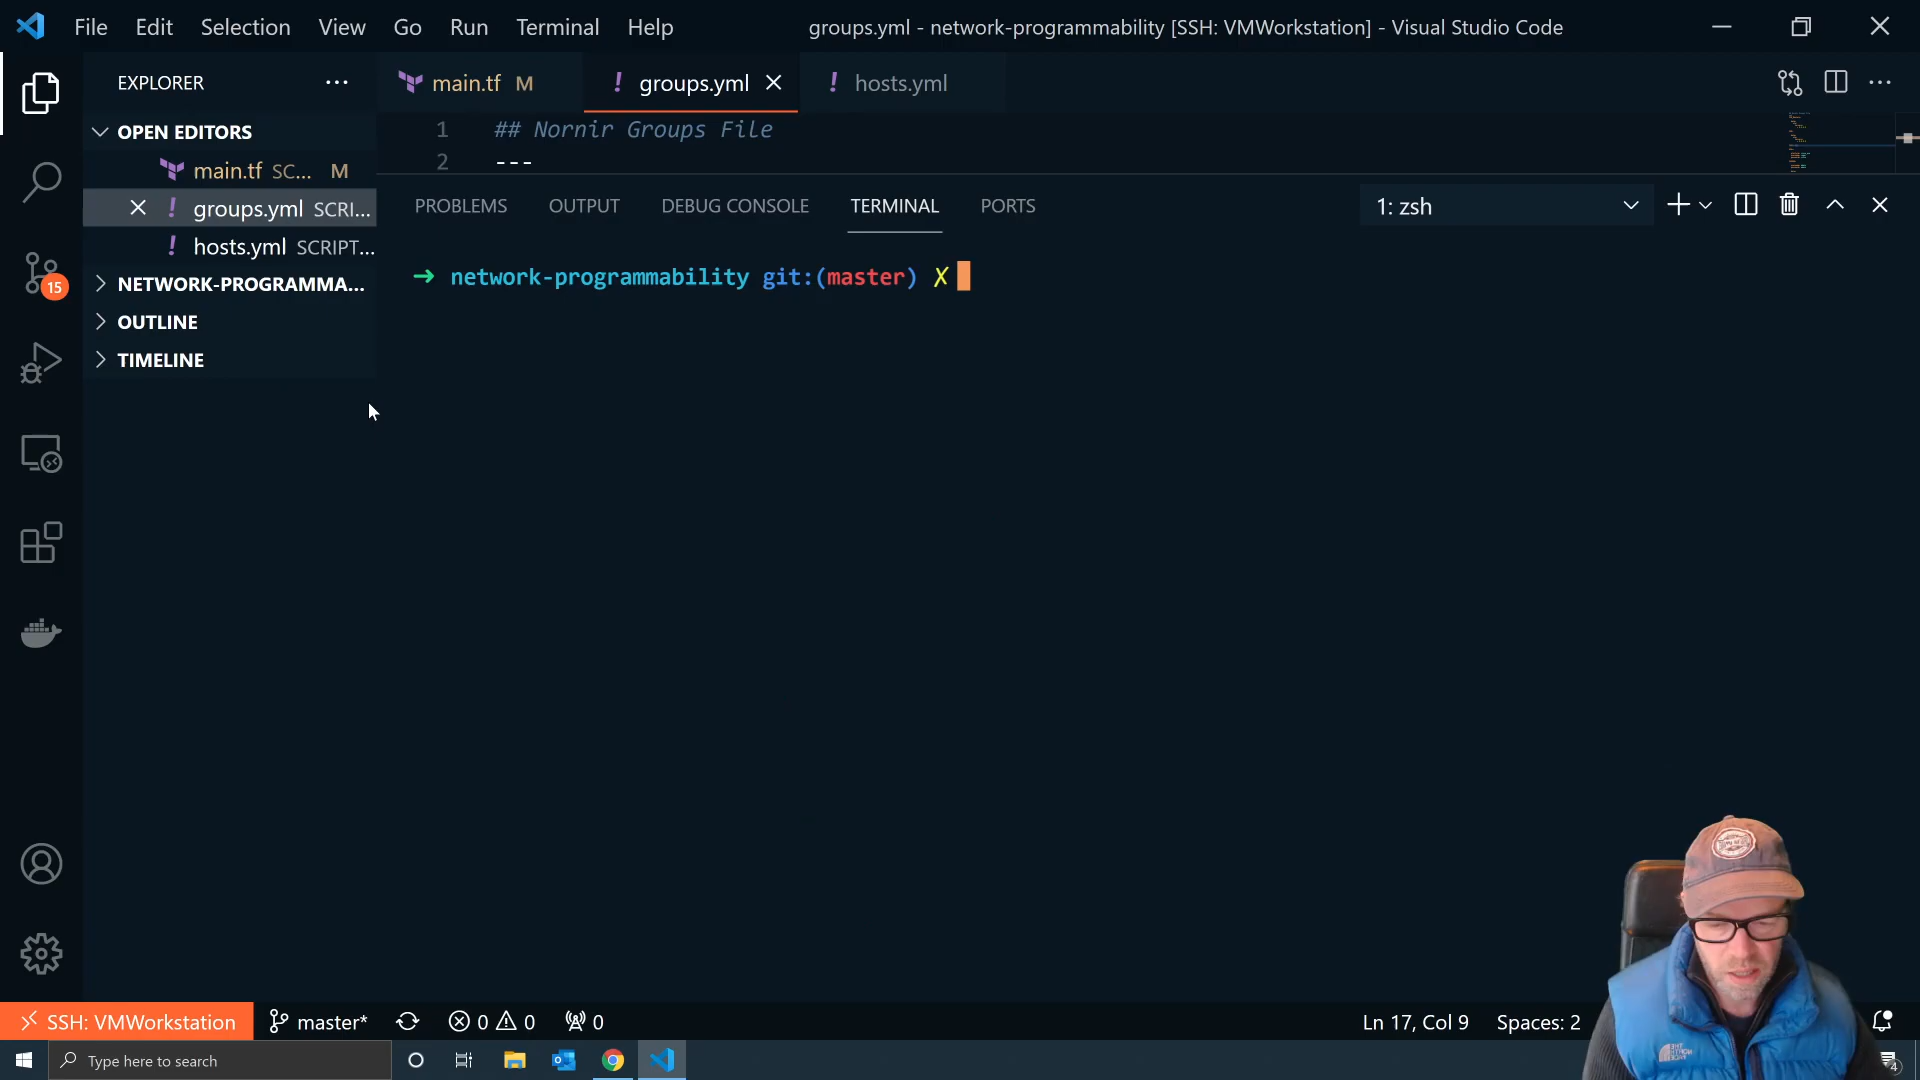 File Edit Selection View Go Run Terminal Help groups.yml - network-programmability [SSH: VMWorkstation] - Visual Studio Code
EXPLORER
main.tf M
groups.yml
hosts.yml
OPEN EDITORS
main.tf SC... M
groups.yml SCRI...
hosts.yml SCRIPT...
NETWORK-PROGRAMMA...
OUTLINE
TIMELINE
15
1 ## Nornir Groups File
2 ---
PROBLEMS OUTPUT DEBUG CONSOLE TERMINAL PORTS 1: zsh
➜ network-programmability git:(master) ✗
SSH: VMWorkstation master* 0 0 0 Ln 17, Col 9 Spaces: 2
Type here to search
4